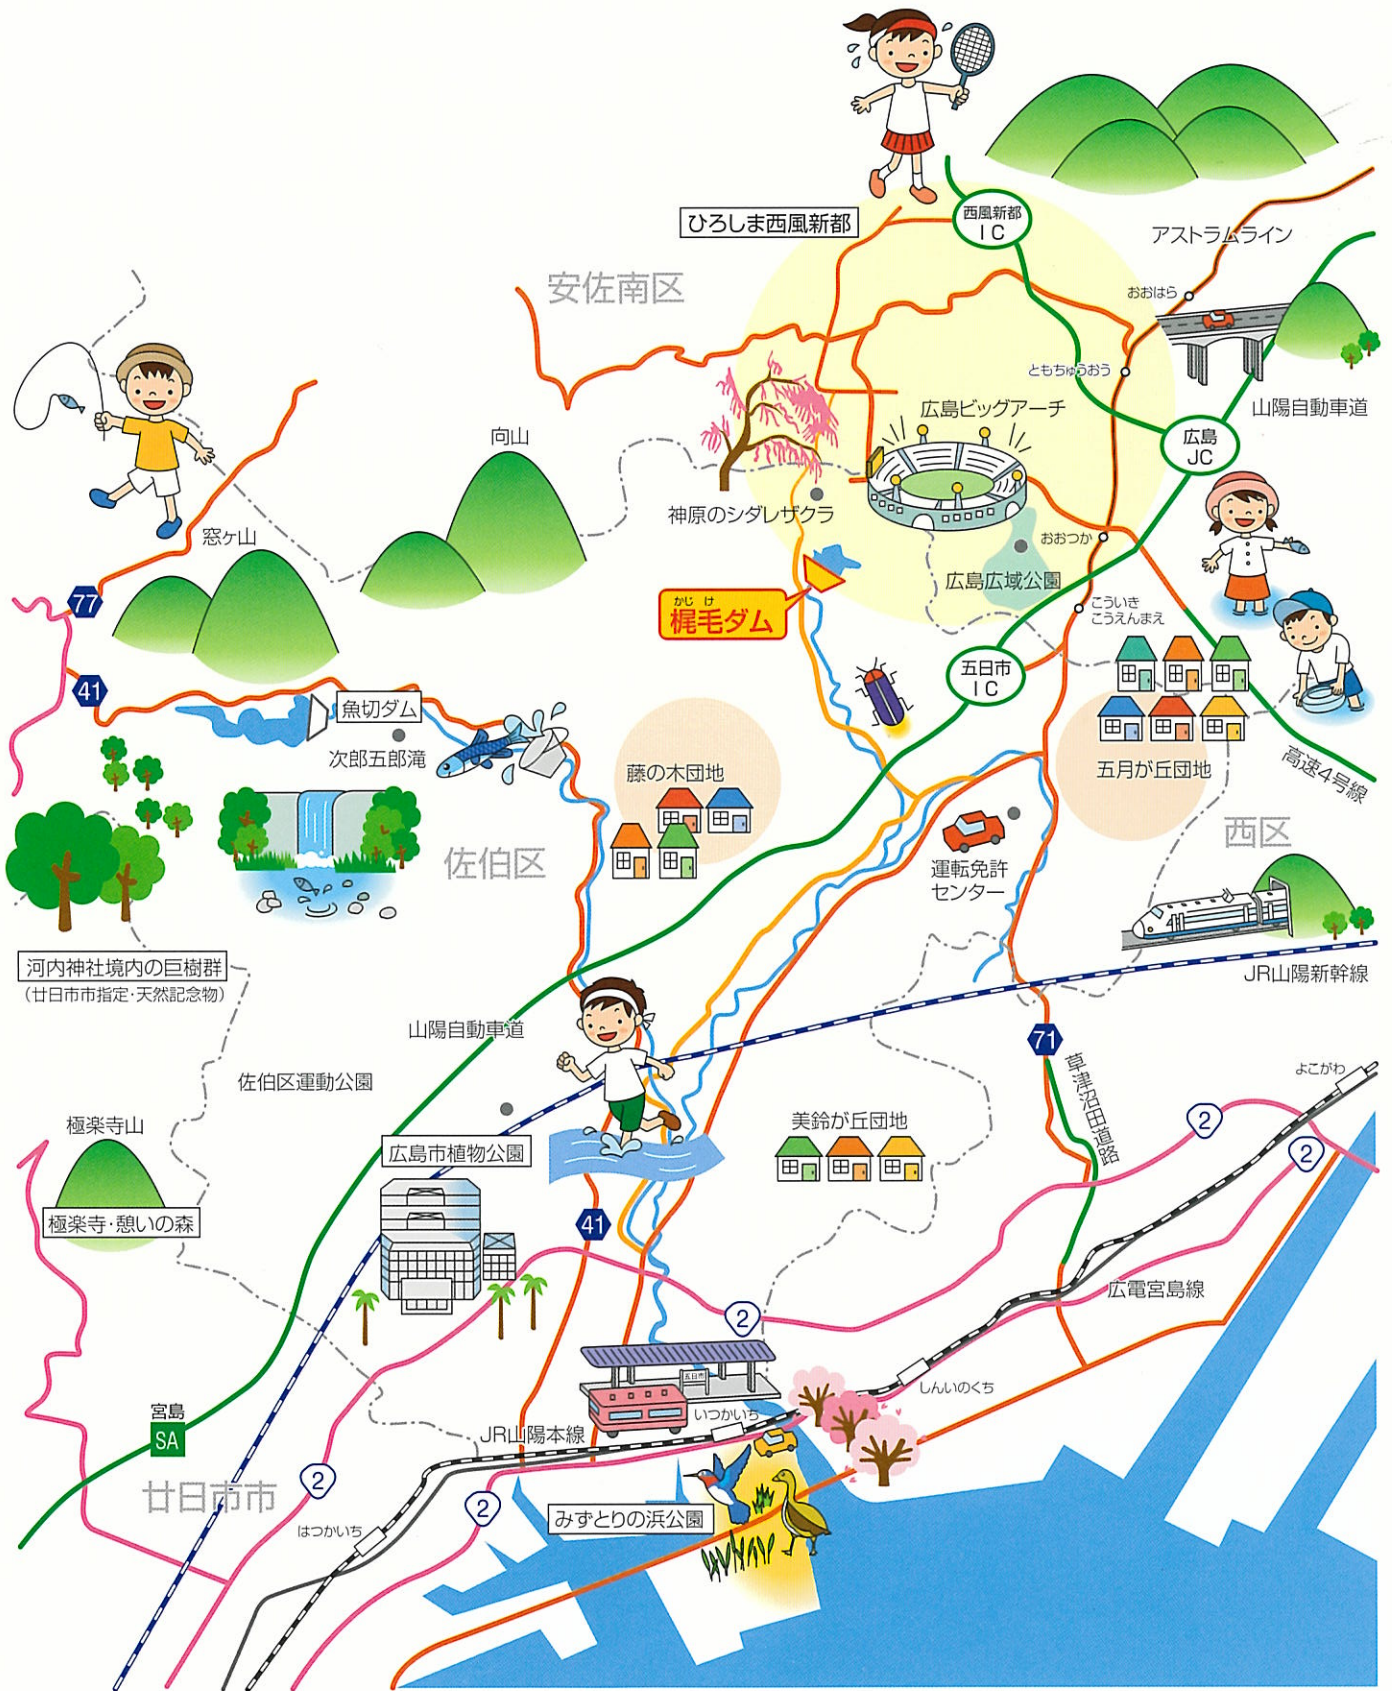 ひろしま西風新都
西風新都
IC
アストラムライン
安佐南区
おおはら
ともちゅうおう
山陽自動車道
広島ビッグアーチ
広島
JC
向山
神原のシダレザクラ
おおつか
窓ヶ山
広島広域公園
77
かじ け
梶毛ダム
こういき
こうえんまえ
五日市
IC
41
魚切ダム
次郎五郎滝
藤の木団地
五月が丘団地
高速4号線
西区
佐伯区
運転免許
センター
河内神社境内の巨樹群
(廿日市市指定・天然記念物)
JR山陽新幹線
山陽自動車道
71
草津沼田道路
よこがわ
佐伯区運動公園
極楽寺山
美鈴が丘団地
2
2
広島市植物公園
極楽寺・憩いの森
41
広電宮島線
2
五日市
しんいのくち
宮島
SA
いつかいち
JR山陽本線
2
廿日市市
2
みずとりの浜公園
はつかいち